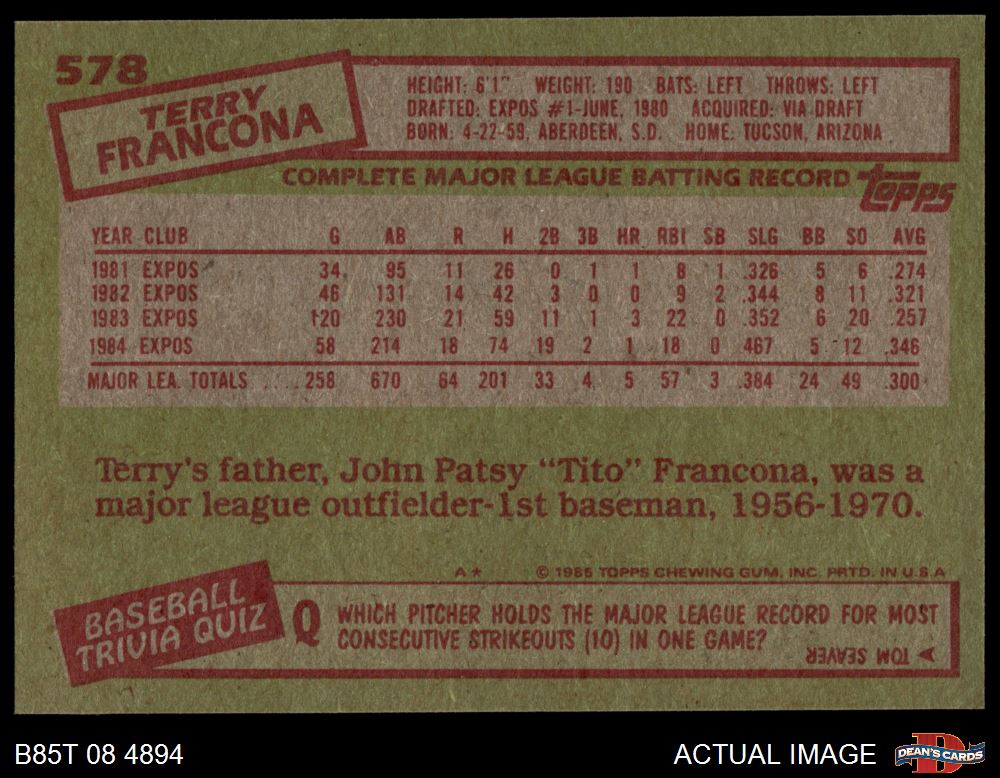 578
TERRY
FRANCONA
HEIGHT: 6'1" WEIGHT: 190 BATS: LEFT THROWS: LEFT
DRAFTED: EXPOS #1-JUNE, 1980 ACQUIRED: VIA DRAFT
BORN: 4-22-59, ABERDEEN, S.D. HOME: TUCSON, ARIZONA
COMPLETE MAJOR LEAGUE BATTING RECORD topps
YEAR CLUB G AB R H 2B 3B HR RBI SB SLG BB SO AVG
1981 EXPOS 34 95 11 26 0 1 1 8 1 .326 5 6 .274
1982 EXPOS 46 131 14 42 3 0 0 9 2 .344 8 11 .321
1983 EXPOS 120 230 21 59 11 1 3 22 0 .352 6 20 .257
1984 EXPOS 58 214 18 74 19 2 1 18 0 .467 5 12 .346
MAJOR LEA. TOTALS .... 258 670 64 201 33 4 5 57 3 .384 24 49 .300
Terry's father, John Patsy "Tito" Francona, was a
major league outfielder-1st baseman, 1956-1970.
A* © 1985 TOPPS CHEWING GUM, INC. PRTD. IN U.S.A
BASEBALL
TRIVIA QUIZ
Q WHICH PITCHER HOLDS THE MAJOR LEAGUE RECORD FOR MOST
CONSECUTIVE STRIKEOUTS (10) IN ONE GAME?
TOM SEAVER
B85T 08 4894 ACTUAL IMAGE DEAN'S CARDS